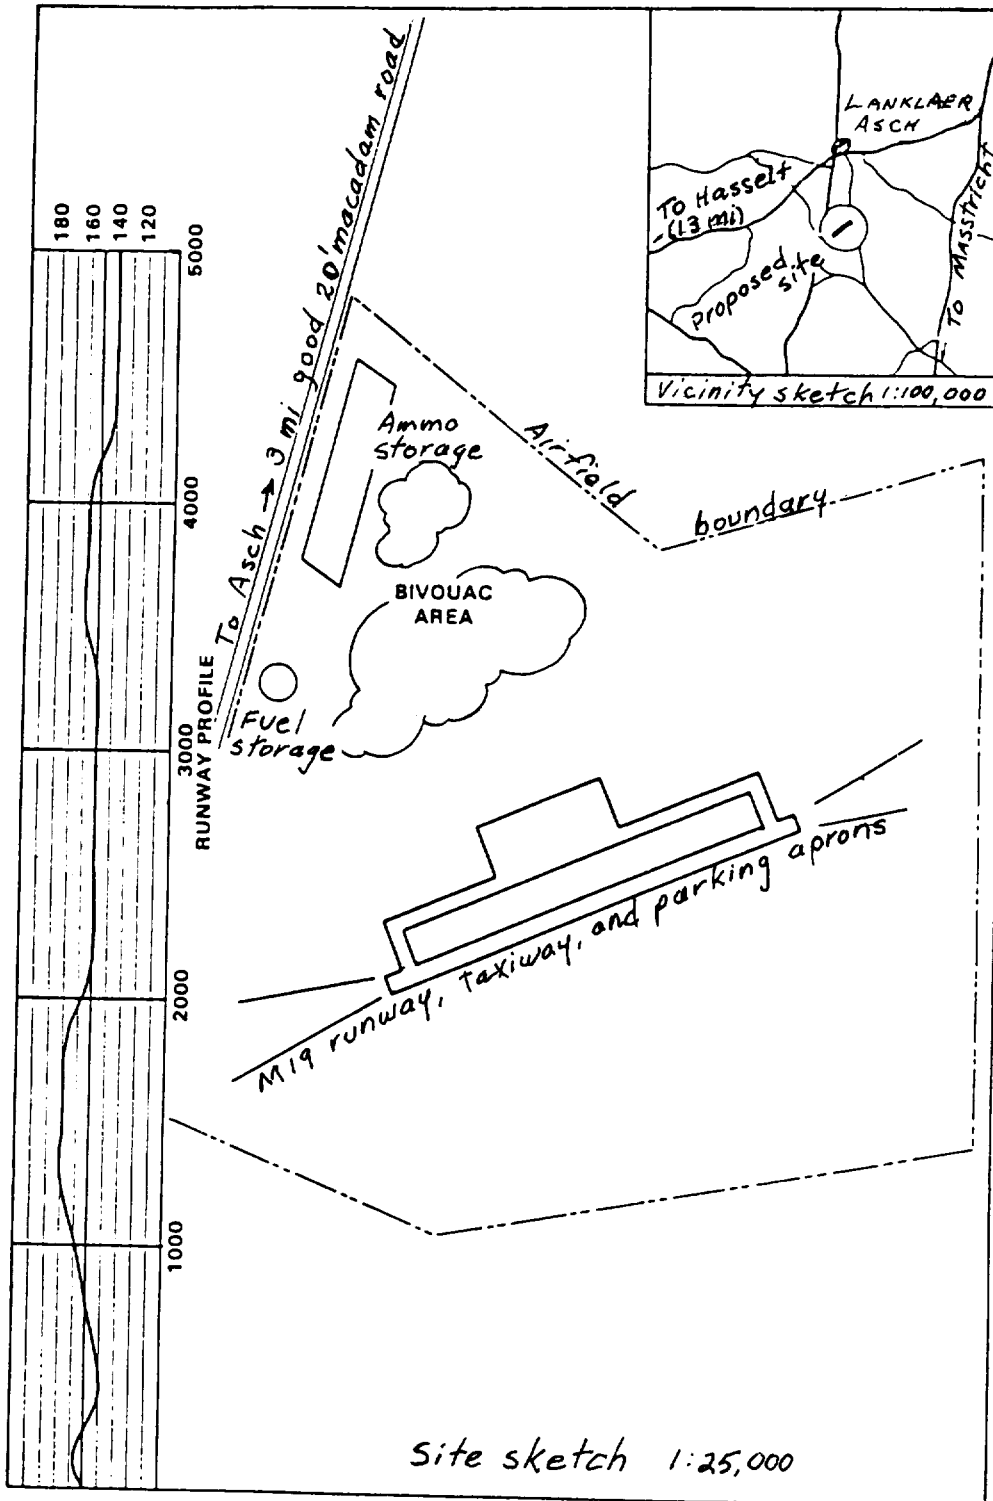 LANKLAER
ASCH
To Hasselt
(13 mi)
Proposed
site
To MASSTRICHT
Vicinity sketch 1:100,000
180
160
140
120
5000
4000
3000
2000
1000
RUNWAY PROFILE
To Asch → 3 mi good 20' macadam road
Ammo
storage
Airfield
boundary
BIVOUAC
AREA
Fuel
storage
M19 runway, taxiway, and parking aprons
Site sketch 1:25,000